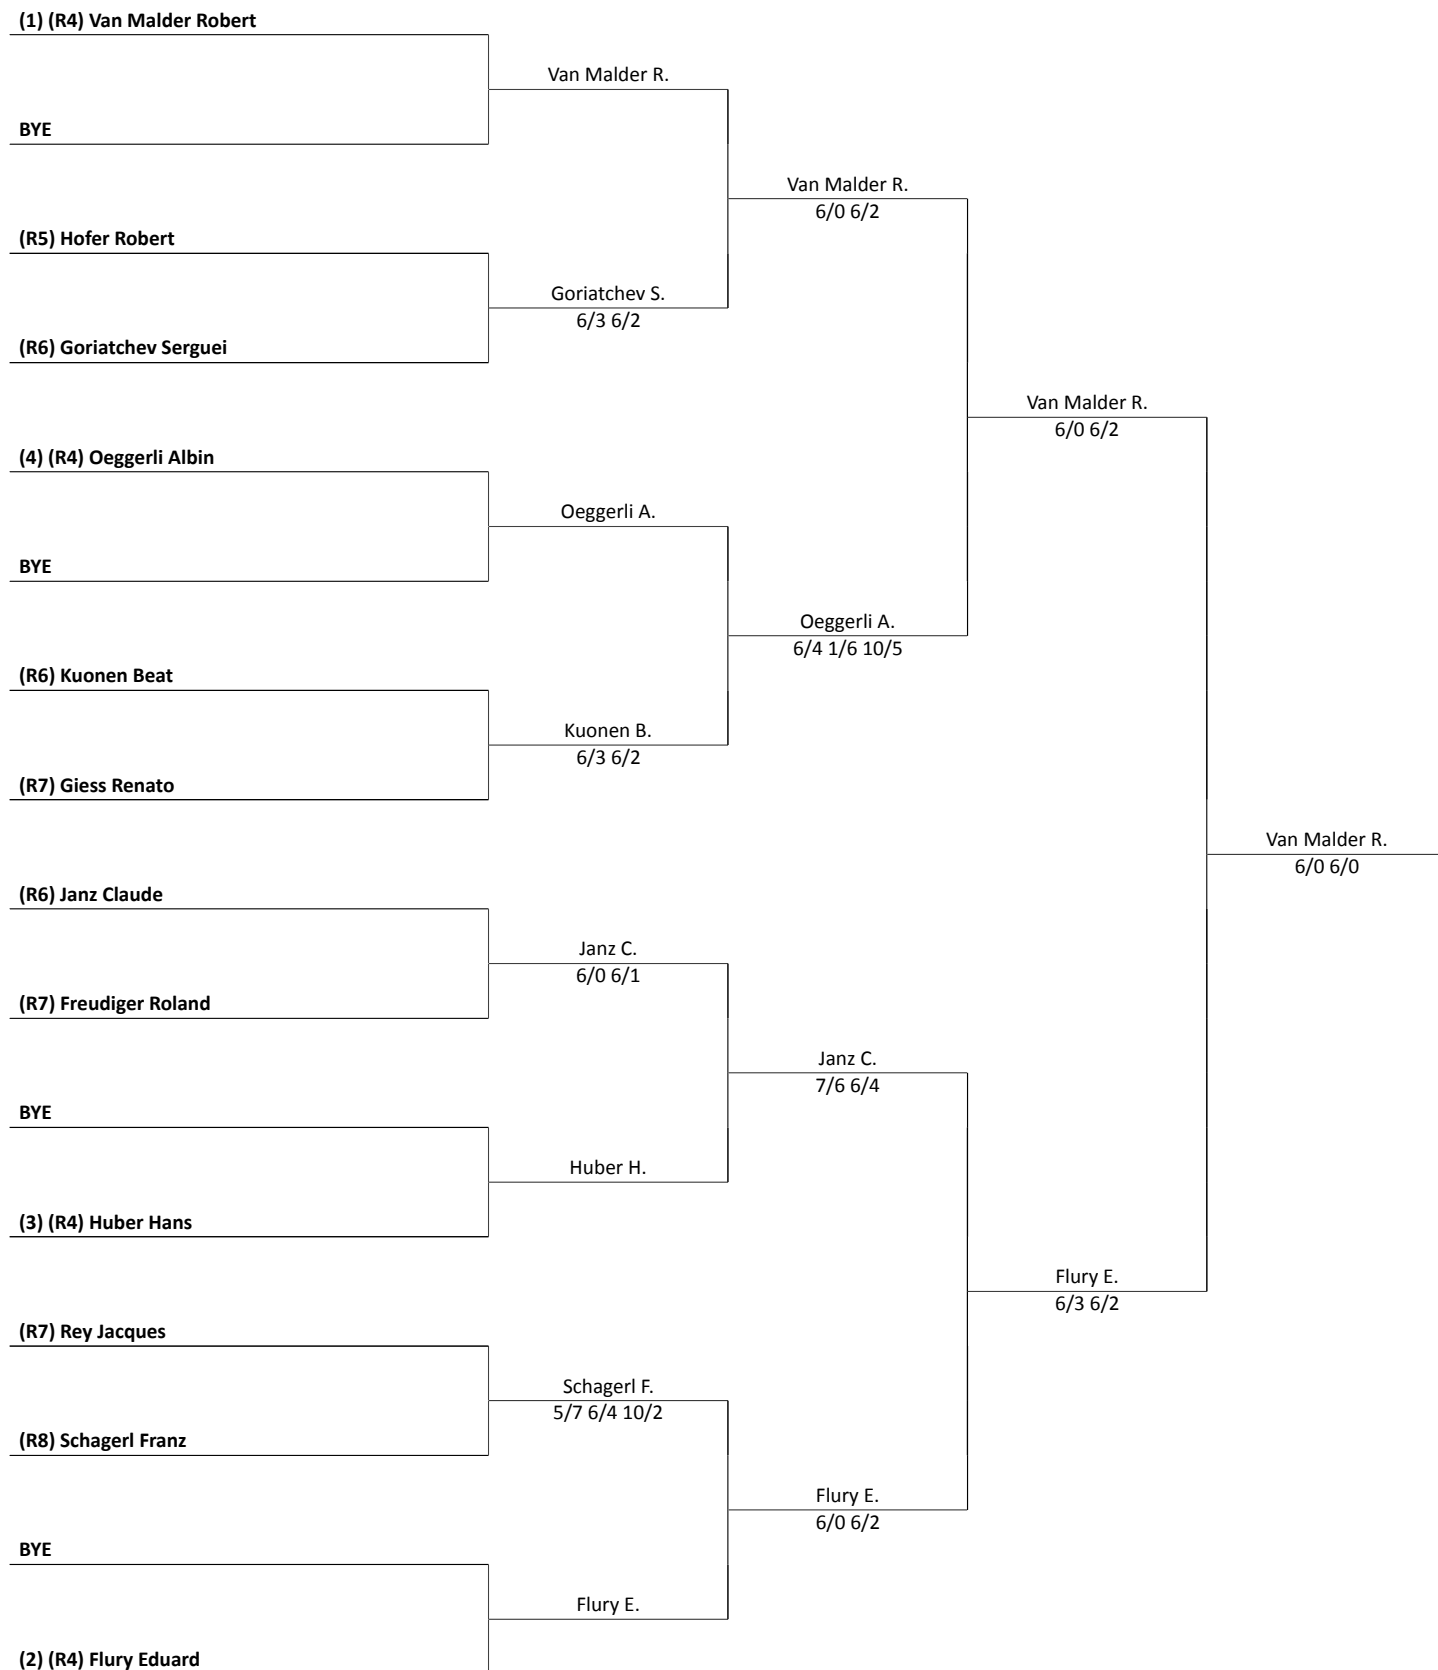 (1) (R4) Van Malder Robert
Van Malder R.
BYE
Van Malder R.
6/0 6/2
(R5) Hofer Robert
Goriatchev S.
6/3 6/2
(R6) Goriatchev Serguei
Van Malder R.
6/0 6/2
(4) (R4) Oeggerli Albin
Oeggerli A.
BYE
Oeggerli A.
6/4 1/6 10/5
(R6) Kuonen Beat
Kuonen B.
6/3 6/2
(R7) Giess Renato
Van Malder R.
6/0 6/0
(R6) Janz Claude
Janz C.
6/0 6/1
(R7) Freudiger Roland
Janz C.
7/6 6/4
BYE
Huber H.
(3) (R4) Huber Hans
Flury E.
6/3 6/2
(R7) Rey Jacques
Schagerl F.
5/7 6/4 10/2
(R8) Schagerl Franz
Flury E.
6/0 6/2
BYE
Flury E.
(2) (R4) Flury Eduard